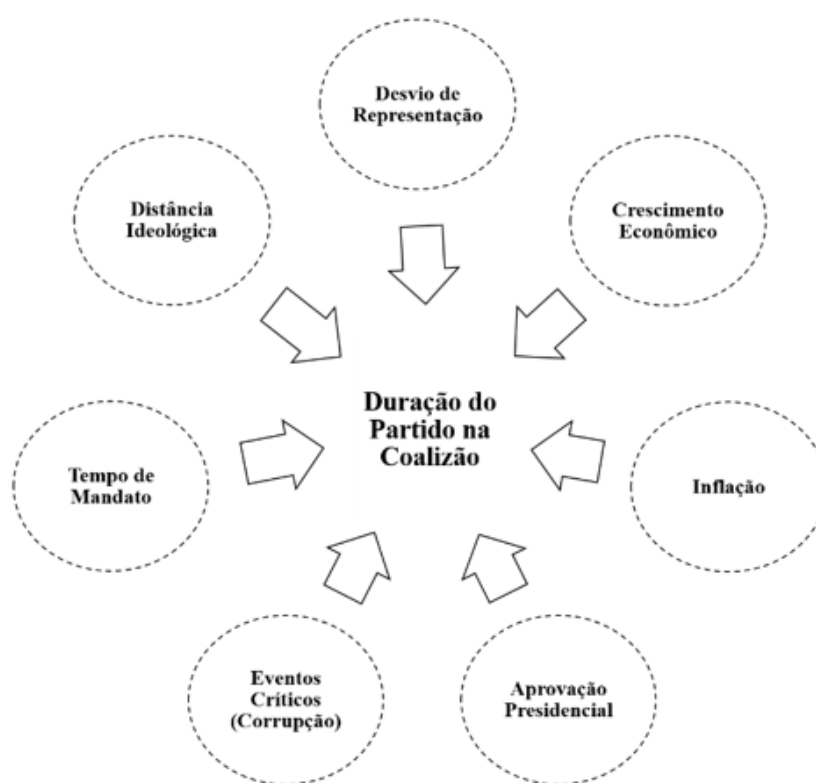 Desvio de
Representação
Distância
Ideológica
Crescimento
Econômico
Duração do
Partido na
Coalizão
Tempo de
Mandato
Inflação
Eventos
Críticos
(Corrupção)
Aprovação
Presidencial